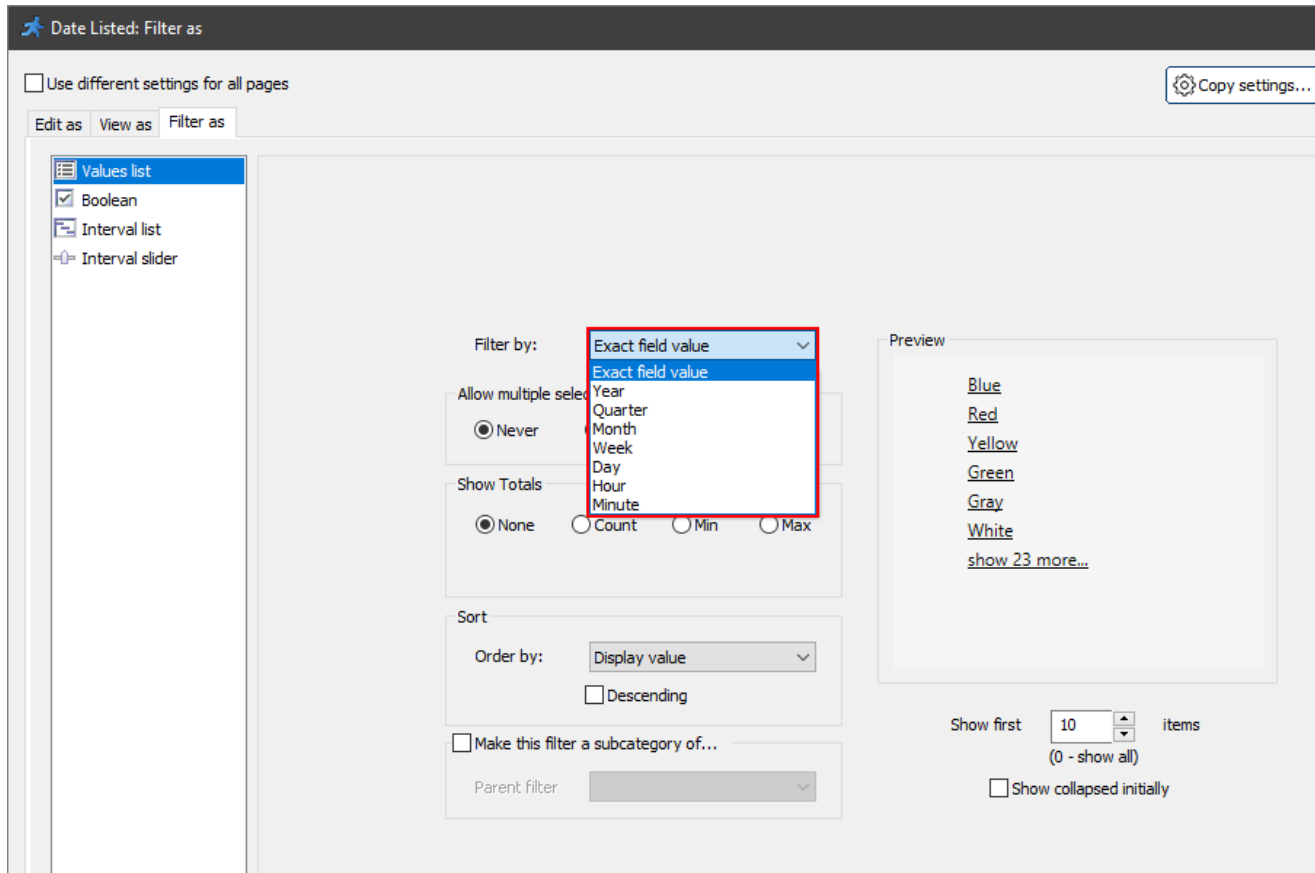 Date Listed: Filter as
Use different settings for all pages
Copy settings...
Edit as View as Filter as
Values list
Boolean
Interval list
Interval slider
Filter by: Exact field value
Exact field value
Year
Quarter
Month
Week
Day
Hour
Minute
Allow multiple selec
Never
Show Totals
None Count Min Max
Sort
Order by: Display value
Descending
Make this filter a subcategory of...
Parent filter
Preview
Blue
Red
Yellow
Green
Gray
White
show 23 more...
Show first 10 items
(0 - show all)
Show collapsed initially